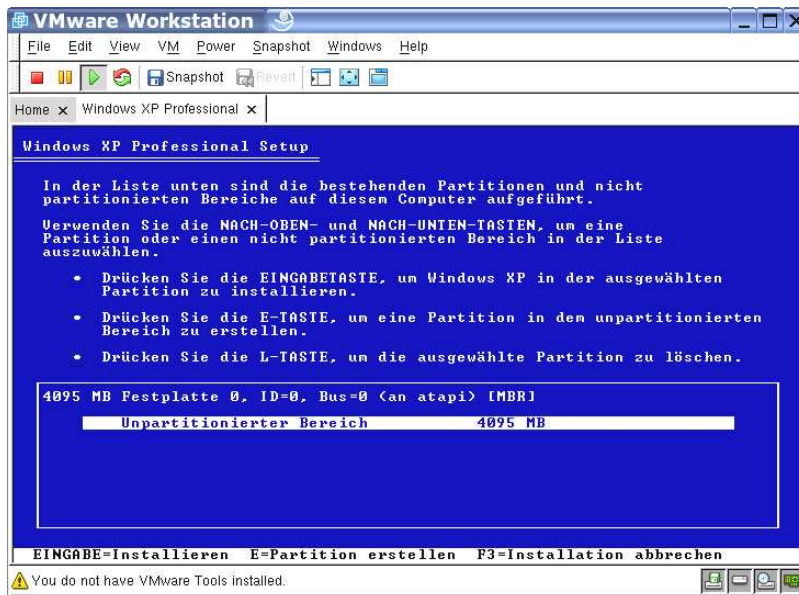 VMware Workstation
File Edit View VM Power Snapshot Windows Help
Snapshot Revert
Home x Windows XP Professional x
Windows XP Professional Setup
In der Liste unten sind die bestehenden Partitionen und nicht
partitionierten Bereiche auf diesem Computer aufgeführt.
Verwenden Sie die NACH-OBEN- und NACH-UNTEN-TASTEN, um eine
Partition oder einen nicht partitionierten Bereich in der Liste
auszuwählen.
• Drücken Sie die EINGABETASTE, um Windows XP in der ausgewählten
Partition zu installieren.
• Drücken Sie die E-TASTE, um eine Partition in dem unpartitionierten
Bereich zu erstellen.
• Drücken Sie die L-TASTE, um die ausgewählte Partition zu löschen.
4095 MB Festplatte 0, ID=0, Bus=0 (an atapi) [MBR]
Unpartitionierter Bereich 4095 MB
EINGABE=Installieren E=Partition erstellen F3=Installation abbrechen
You do not have VMware Tools installed.